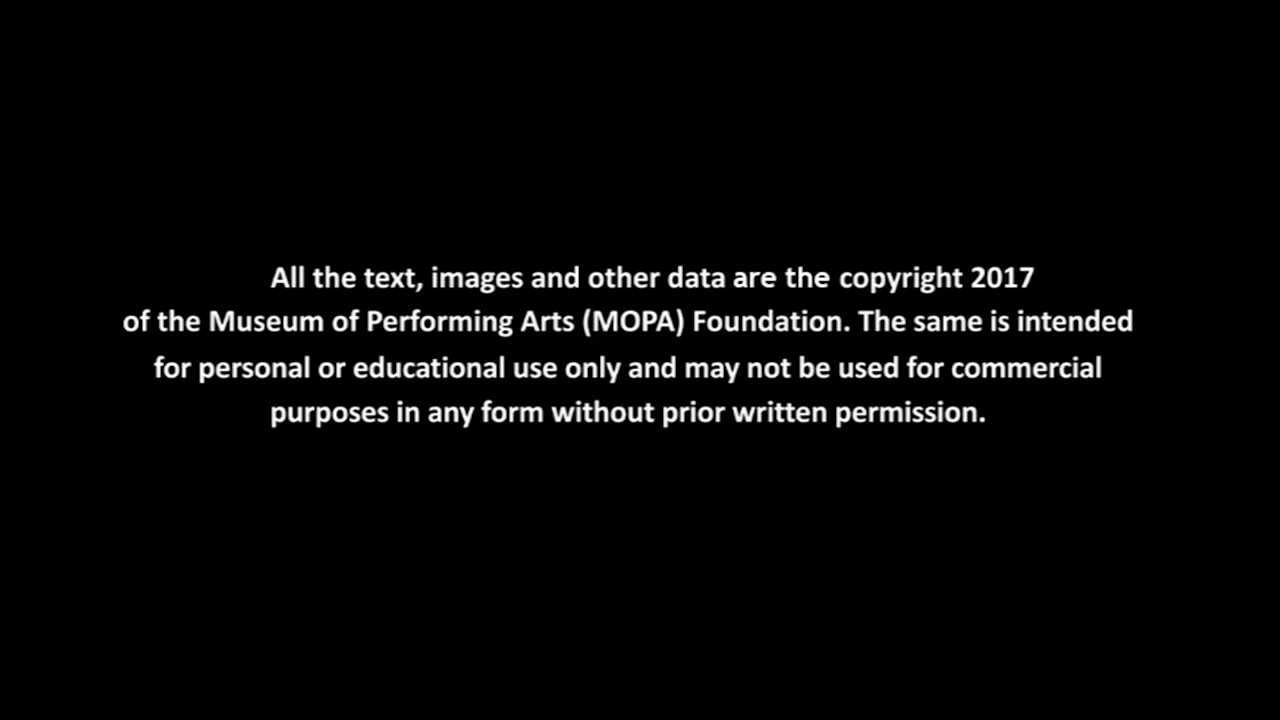 All the text, images and other data are the copyright 2017
of the Museum of Performing Arts (MOPA) Foundation. The same is intended
for personal or educational use only and may not be used for commercial
purposes in any form without prior written permission.